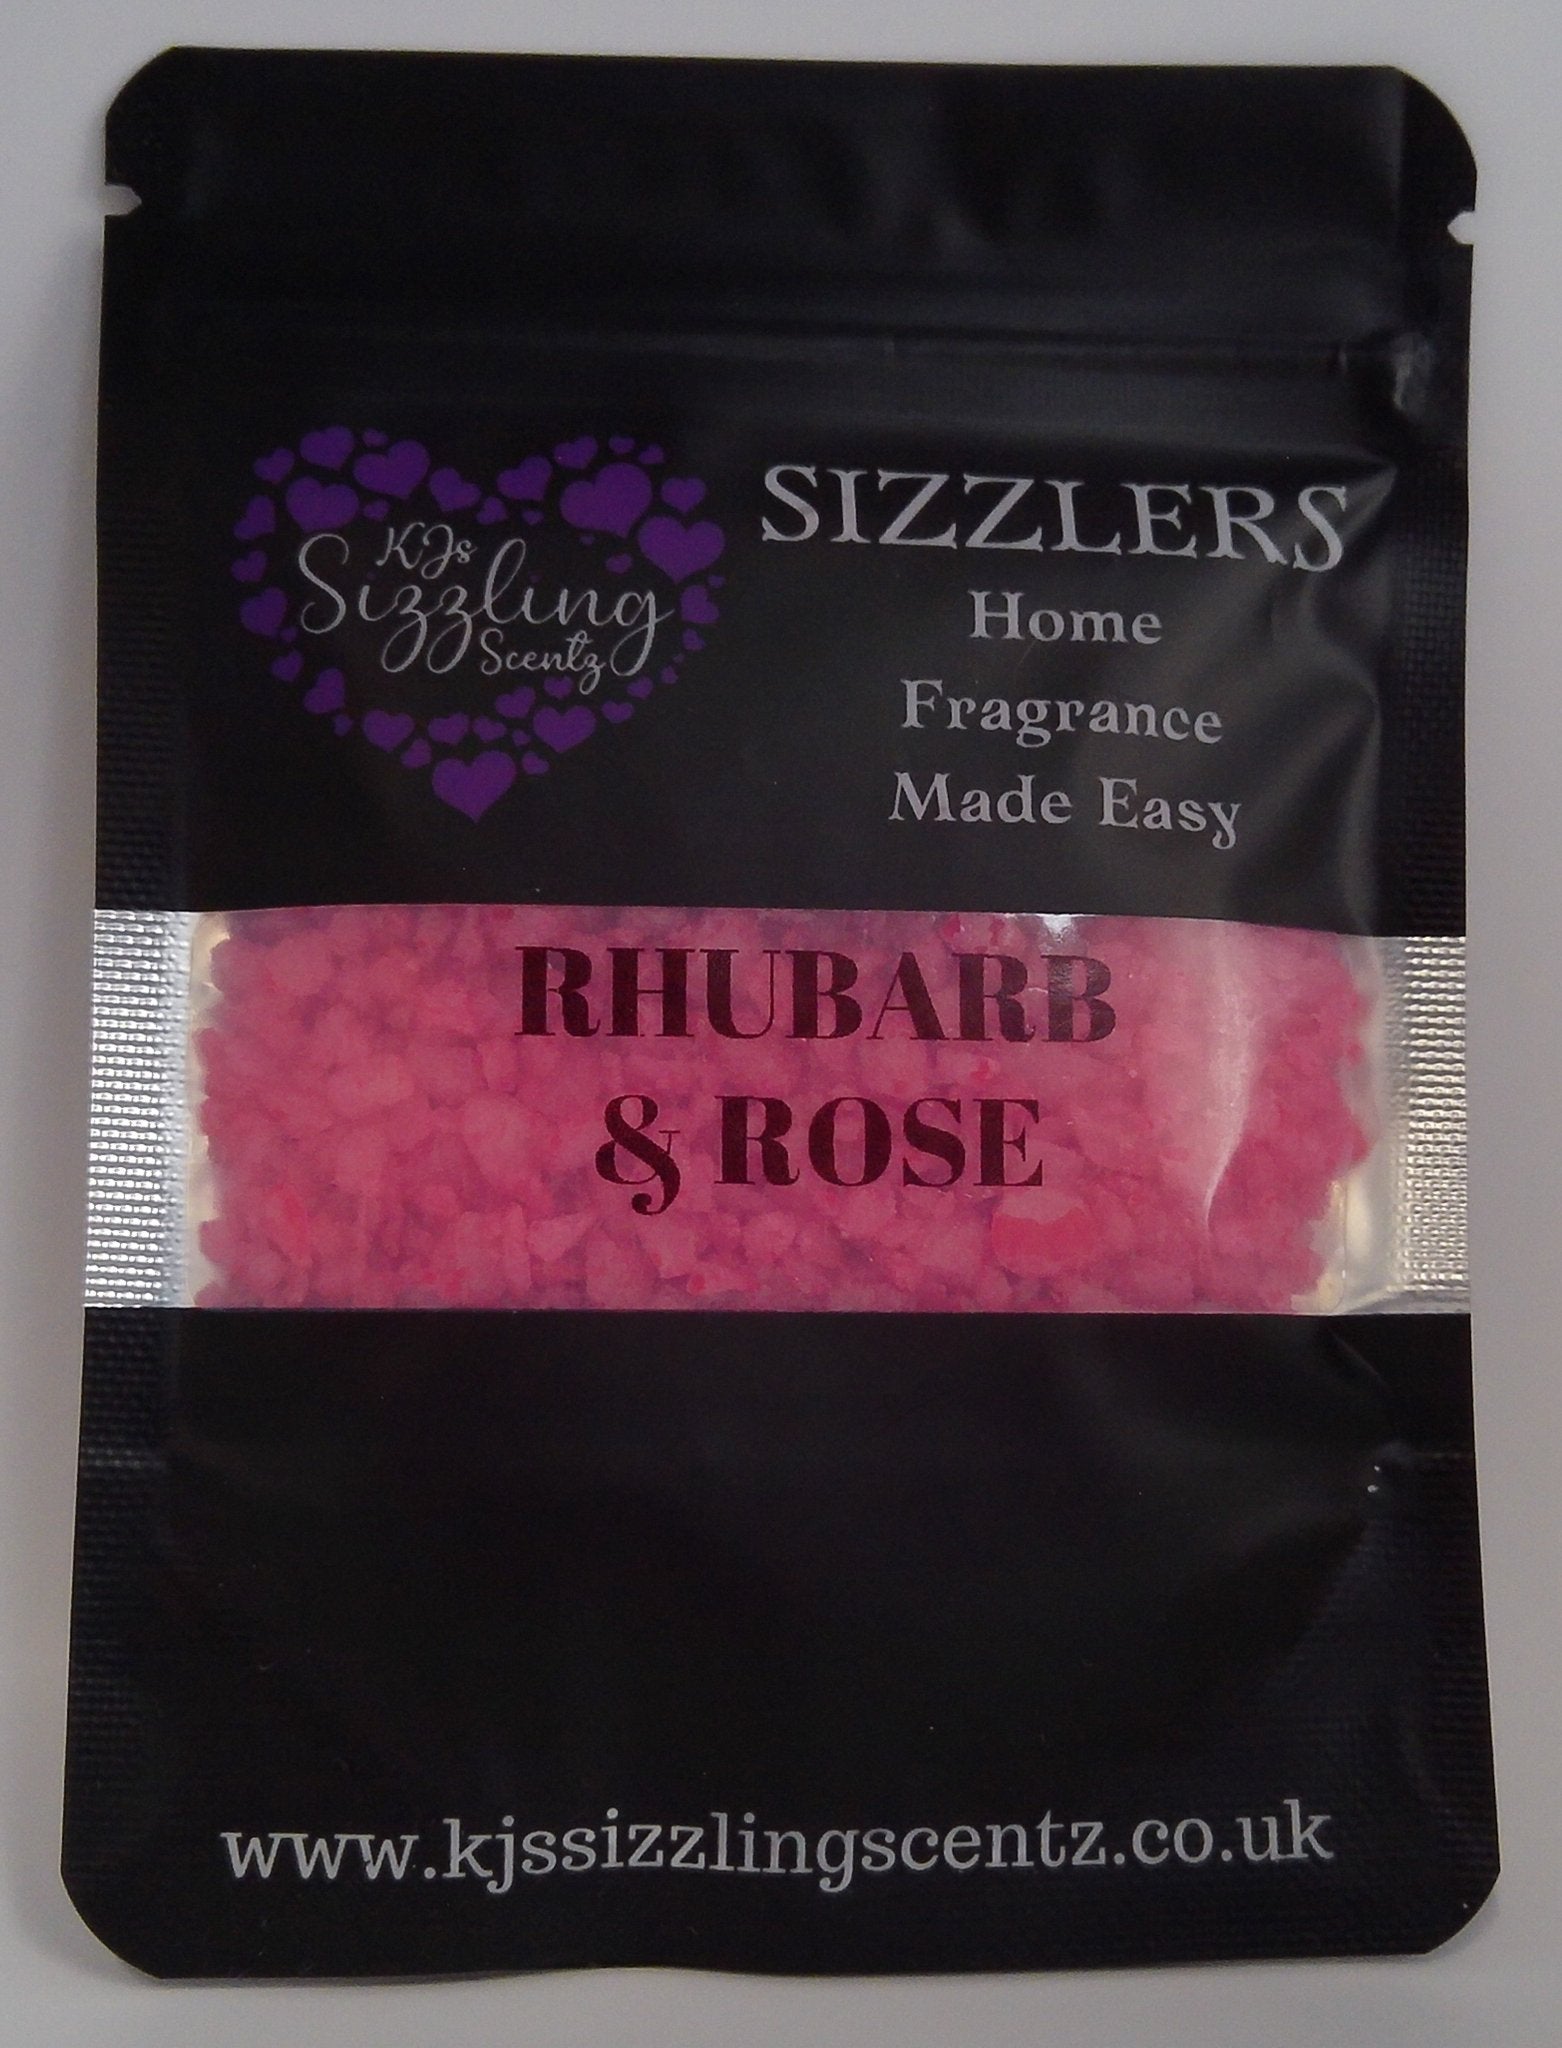 KJs
Sizzling
Scentz
SIZZLERS
Home
Fragrance
Made Easy
RHUBARB
& ROSE
www.kjssizzlingscentz.co.uk